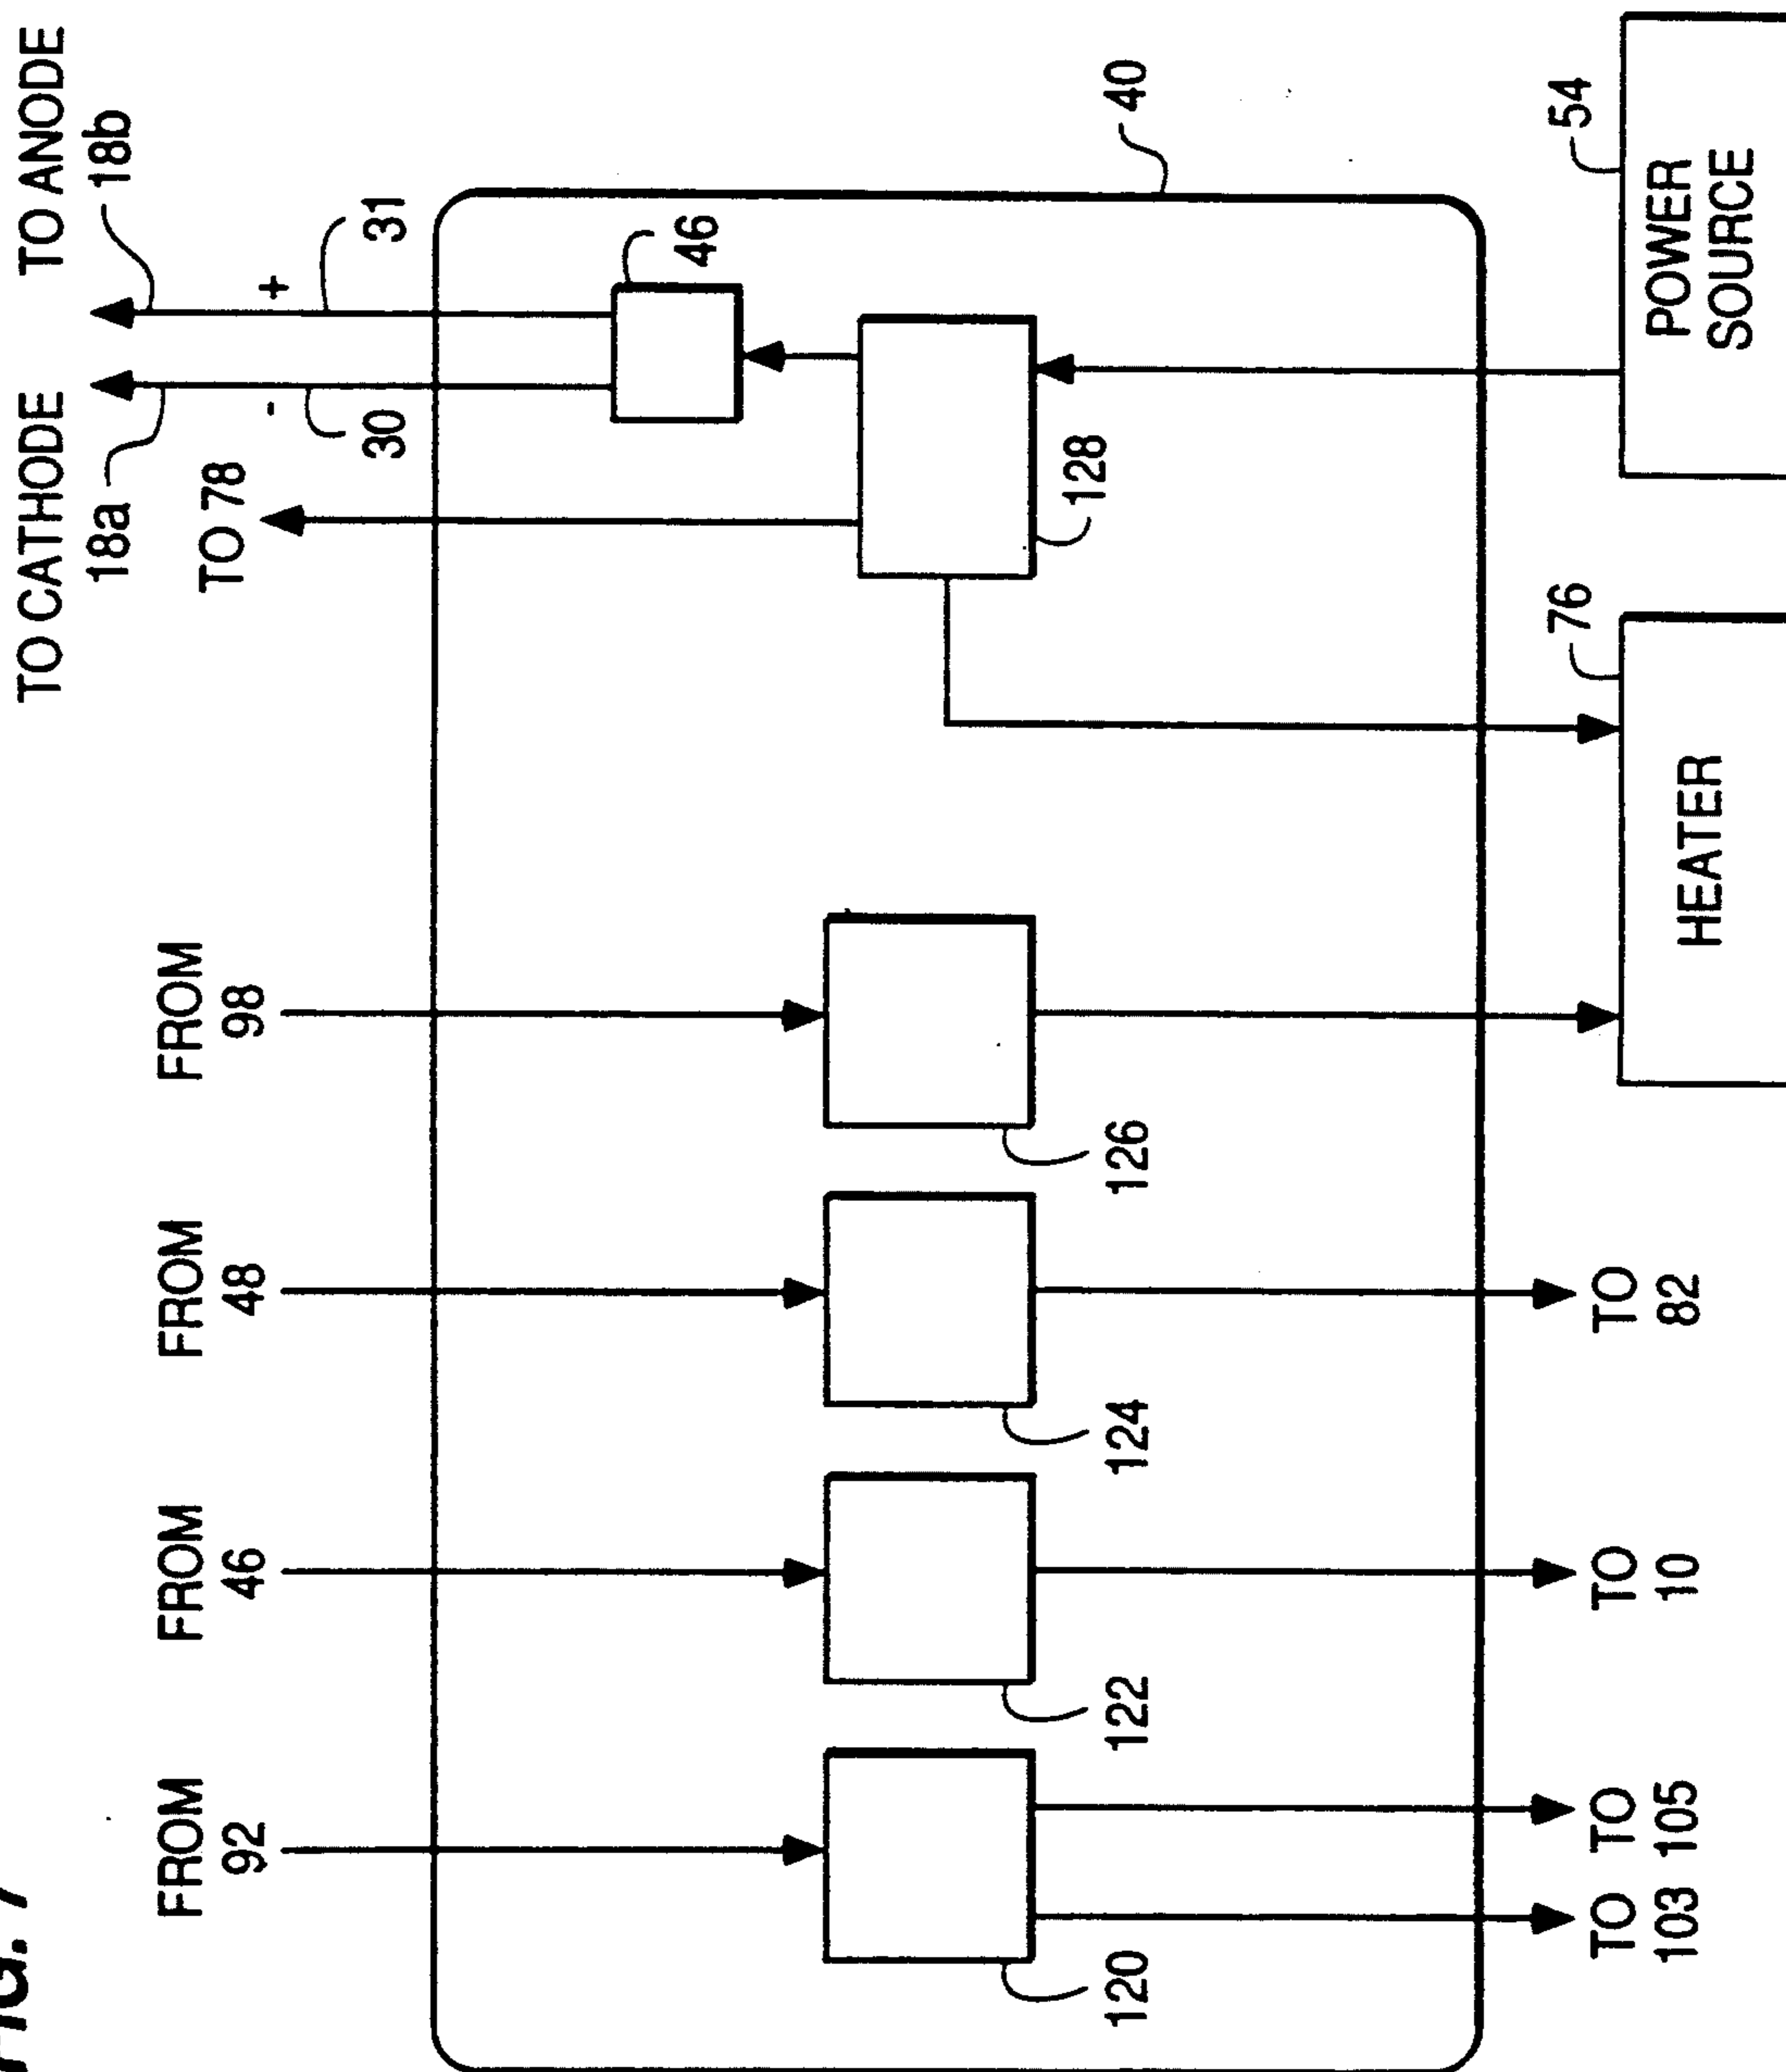 FIG. 7
TO CATHODE
TO ANODE
18a
18b
FROM
92
FROM
46
FROM
48
FROM
98
TO 78
-
+
30
31
46
40
120
122
124
126
128
TO
103
TO
105
TO
10
TO
82
76
HEATER
54
POWER
SOURCE